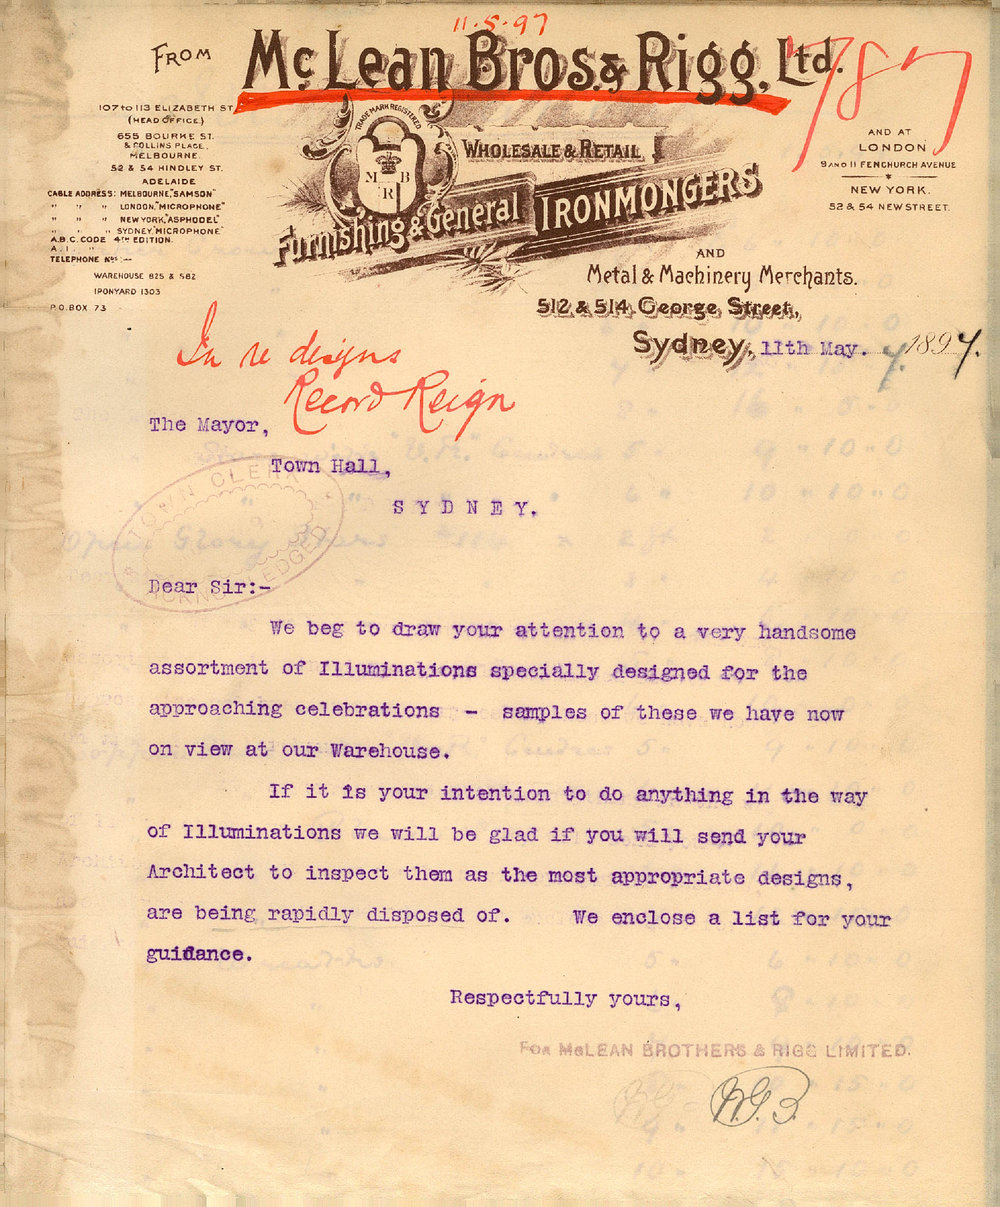 11.5.97
From McLean Bros. & Rigg, Ltd.
787
107 to 113 ELIZABETH ST
(HEAD OFFICE.)
655 BOURKE ST.
& COLLINS PLACE.
MELBOURNE.
52 & 54 HINDLEY ST.
ADELAIDE
CABLE ADDRESS: MELBOURNE, "SAMSON"
" " " LONDON, "MICROPHONE"
" " " NEW YORK, "ASPHODEL"
" " " SYDNEY, "MICROPHONE"
A.B.C. CODE 4TH EDITION.
A.I. "
TELEPHONE Nos:—
WAREHOUSE 825 & 582
IRONYARD 1303
P.O. BOX 73
TRADE MARK REGISTERED
M B
R
WHOLESALE & RETAIL
Furnishing & General IRONMONGERS
AND
Metal & Machinery Merchants.
512 & 514, George Street,
AND AT
LONDON
9 AND 11 FENCHURCH AVENUE
NEW YORK.
52 & 54 NEW STREET.
Sydney, 11th May. 7. 1897.
In re designs
Record Reign
The Mayor,
Town Hall,
SYDNEY.
TOWN CLERK
ACKNOWLEDGED
Dear Sir:-
We beg to draw your attention to a very handsome
assortment of Illuminations specially designed for the
approaching celebrations - samples of these we have now
on view at our Warehouse.
If it is your intention to do anything in the way
of Illuminations we will be glad if you will send your
Architect to inspect them as the most appropriate designs,
are being rapidly disposed of. We enclose a list for your
guidance.
Respectfully yours,
FOR McLEAN BROTHERS & RIGG LIMITED.